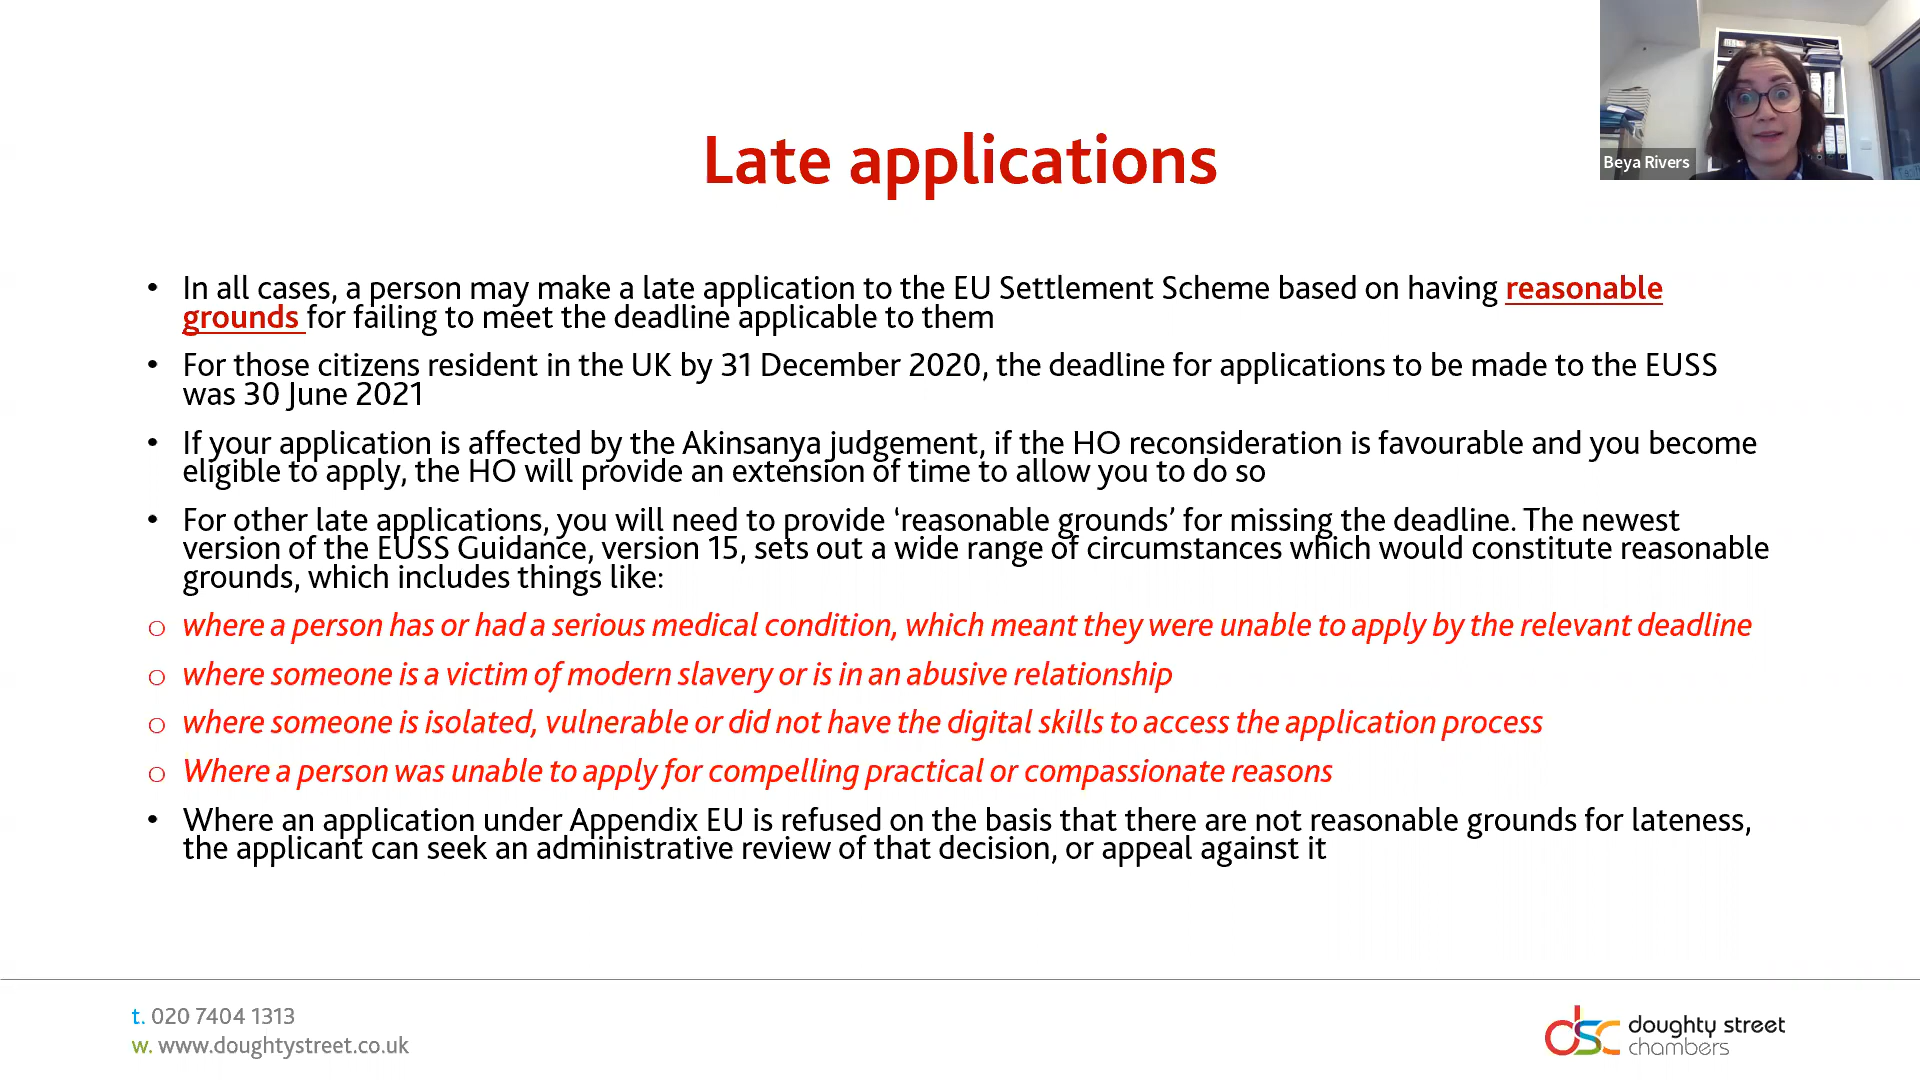 Beya Rivers
Late applications
• In all cases, a person may make a late application to the EU Settlement Scheme based on having reasonable
grounds for failing to meet the deadline applicable to them
• For those citizens resident in the UK by 31 December 2020, the deadline for applications to be made to the EUSS
was 30 June 2021
• If your application is affected by the Akinsanya judgement, if the HO reconsideration is favourable and you become
eligible to apply, the HO will provide an extension of time to allow you to do so
• For other late applications, you will need to provide ‘reasonable grounds’ for missing the deadline. The newest
version of the EUSS Guidance, version 15, sets out a wide range of circumstances which would constitute reasonable
grounds, which includes things like:
o where a person has or had a serious medical condition, which meant they were unable to apply by the relevant deadline
o where someone is a victim of modern slavery or is in an abusive relationship
o where someone is isolated, vulnerable or did not have the digital skills to access the application process
o Where a person was unable to apply for compelling practical or compassionate reasons
• Where an application under Appendix EU is refused on the basis that there are not reasonable grounds for lateness,
the applicant can seek an administrative review of that decision, or appeal against it
t. 020 7404 1313
w. www.doughtystreet.co.uk
dsc doughty street
chambers